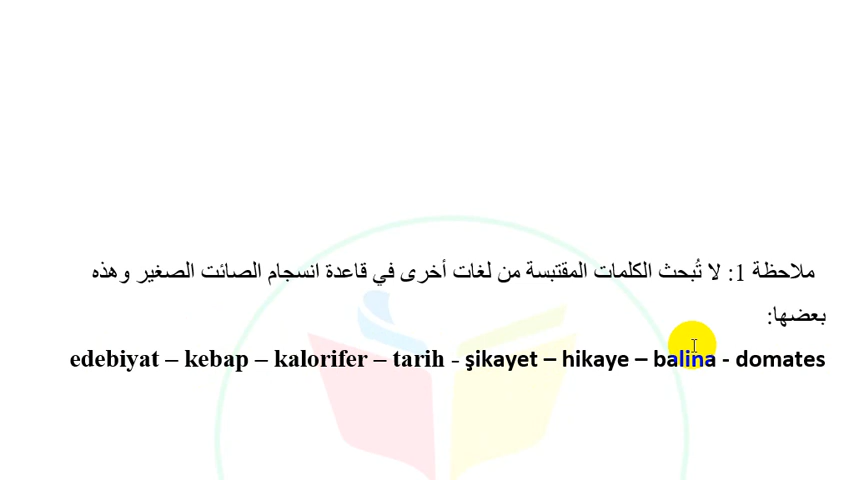 ملاحظة 1: لا تُبحث الكلمات المقتبسة من لغات أخرى في قاعدة انسجام الصائت الصغير وهذه
بعضها:
edebiyat – kebap – kalorifer – tarih - şikayet – hikaye – balina - domates